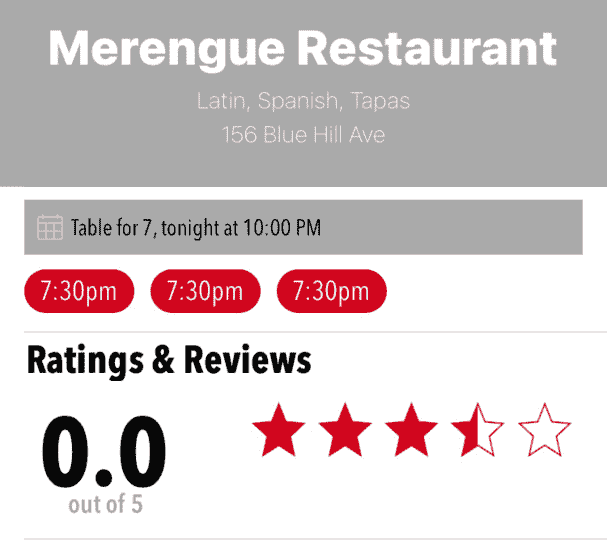 Merengue Restaurant
Latin, Spanish, Tapas
156 Blue Hill Ave
Table for 7, tonight at 10:00 PM
7:30pm 7:30pm 7:30pm
Ratings & Reviews
0.0
out of 5